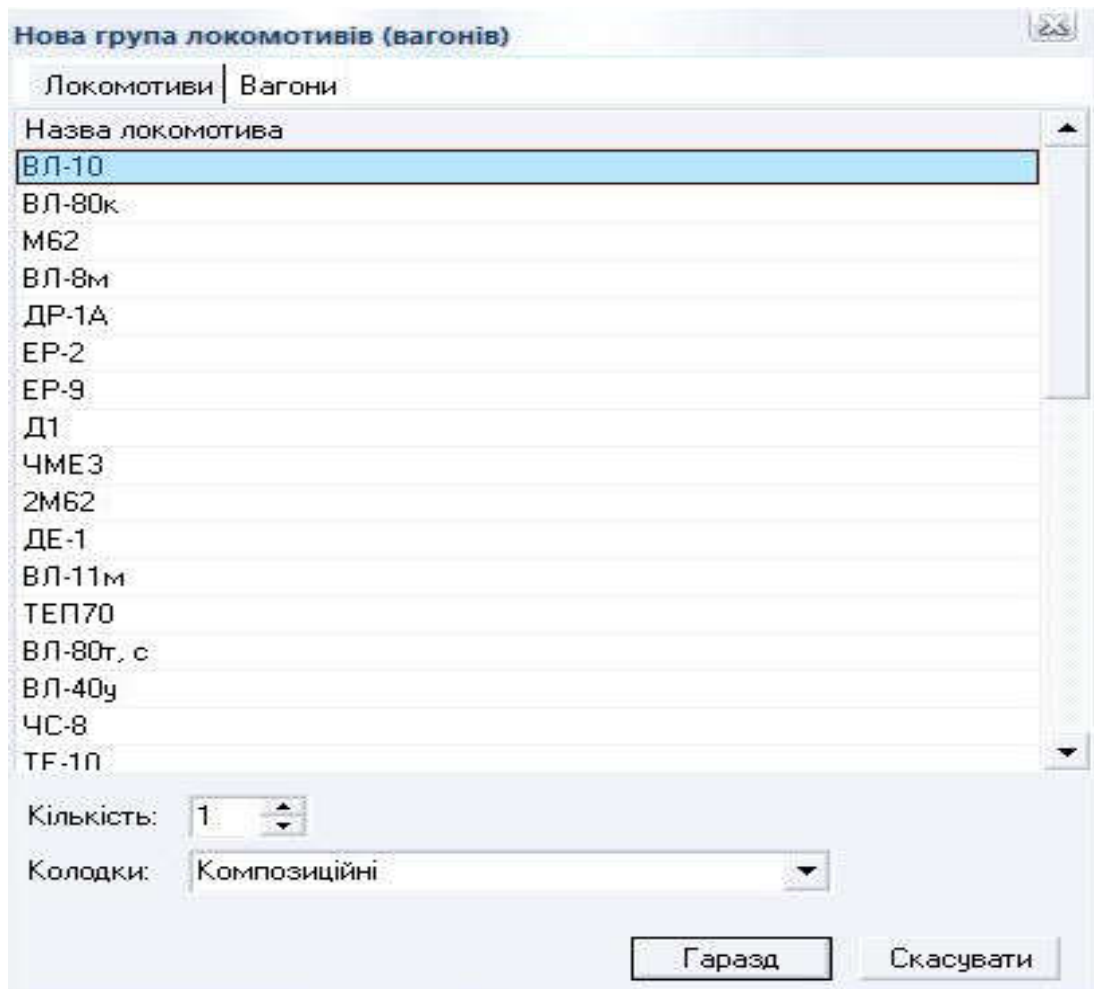 Нова група локомотивів (вагонів)
Локомотиви Вагони
Назва локомотива
ВЛ-10
ВЛ-80к
М62
ВЛ-8м
ДР-1А
ЕР-2
ЕР-9
Д1
ЧМЕ3
2М62
ДЕ-1
ВЛ-11м
ТЕП70
ВЛ-80т, с
ВЛ-40у
ЧС-8
ТЕ-10
Кількість: 1
Колодки: Композиційні
Гаразд Скасувати